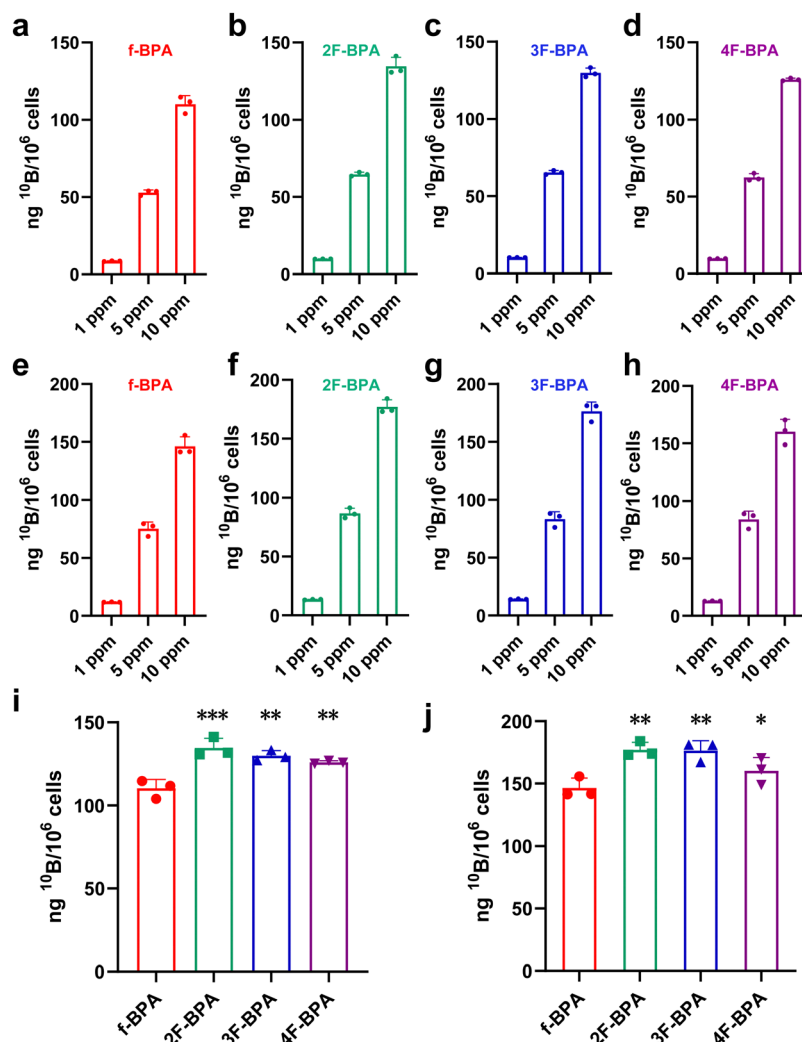 a
f-BPA
ng ¹⁰B/10⁶ cells
150
100
50
0
1 ppm
5 ppm
10 ppm
b
2F-BPA
ng ¹⁰B/10⁶ cells
150
100
50
0
1 ppm
5 ppm
10 ppm
c
3F-BPA
ng ¹⁰B/10⁶ cells
150
100
50
0
1 ppm
5 ppm
10 ppm
d
4F-BPA
ng ¹⁰B/10⁶ cells
150
100
50
0
1 ppm
5 ppm
10 ppm
e
f-BPA
ng ¹⁰B/10⁶ cells
200
150
100
50
0
1 ppm
5 ppm
10 ppm
f
2F-BPA
ng ¹⁰B/10⁶ cells
200
150
100
50
0
1 ppm
5 ppm
10 ppm
g
3F-BPA
ng ¹⁰B/10⁶ cells
200
150
100
50
0
1 ppm
5 ppm
10 ppm
h
4F-BPA
ng ¹⁰B/10⁶ cells
200
150
100
50
0
1 ppm
5 ppm
10 ppm
i
ng ¹⁰B/10⁶ cells
150
100
50
0
*** ** **
f-BPA
2F-BPA
3F-BPA
4F-BPA
j
ng ¹⁰B/10⁶ cells
200
150
100
50
0
** ** *
f-BPA
2F-BPA
3F-BPA
4F-BPA